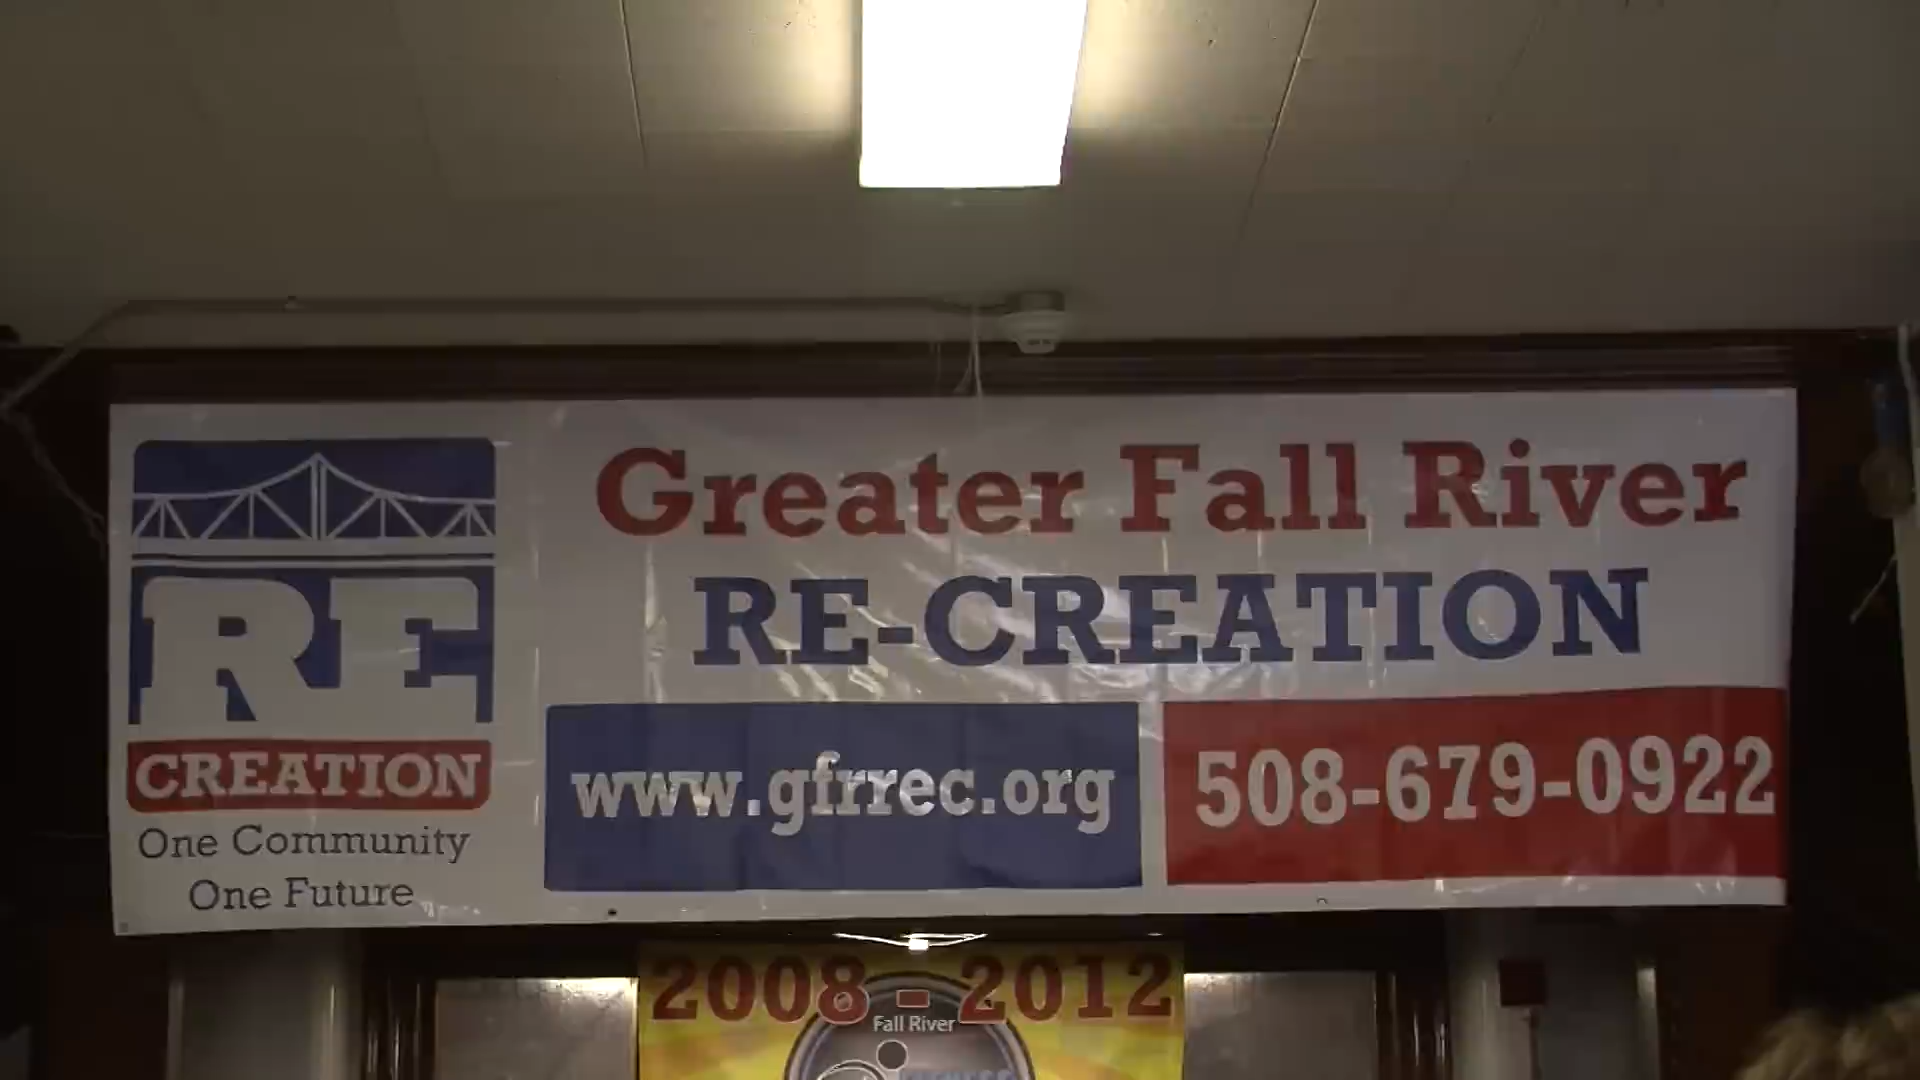 RE
CREATION
One Community
One Future
Greater Fall River
RE-CREATION
www.gfrrec.org
508-679-0922
2008 - 2012
Fall River